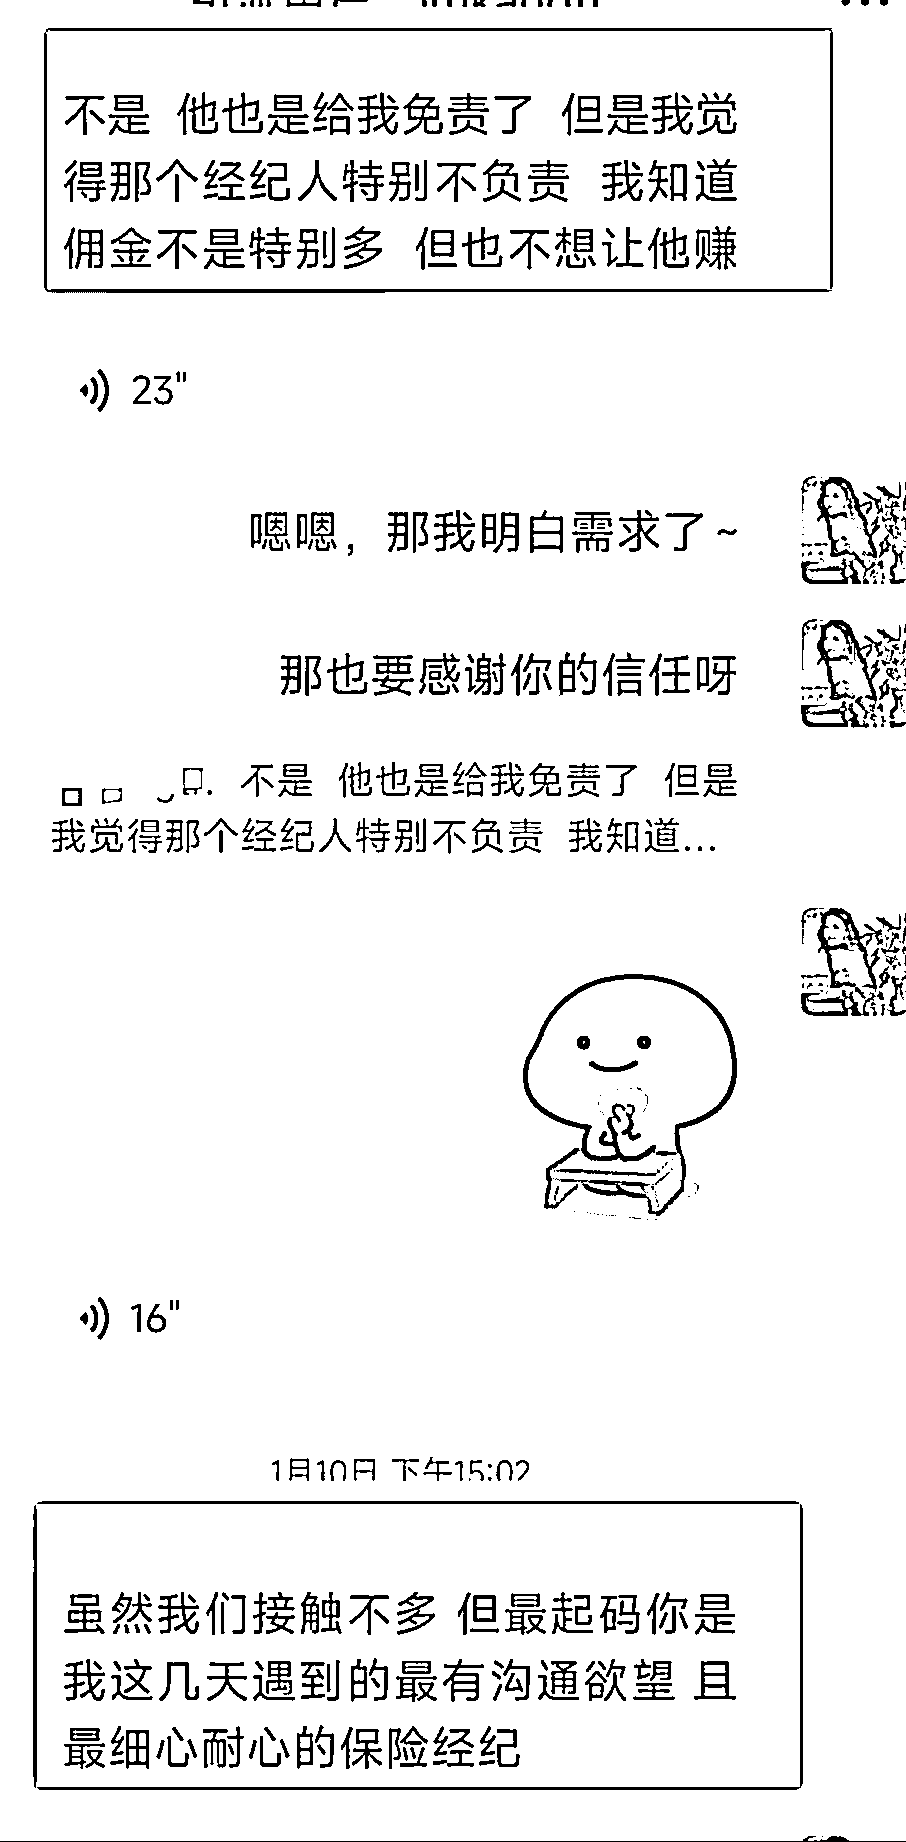 不是 他也是给我免责了 但是我觉
得那个经纪人特别不负责 我知道
佣金不是特别多 但也不想让他赚
23"
嗯嗯，那我明白需求了~
那也要感谢你的信任呀
不是 他也是给我免责了 但是
我觉得那个经纪人特别不负责 我知道...
16"
1月10日 下午15:02
虽然我们接触不多 但最起码你是
我这几天遇到的最有沟通欲望 且
最细心耐心的保险经纪